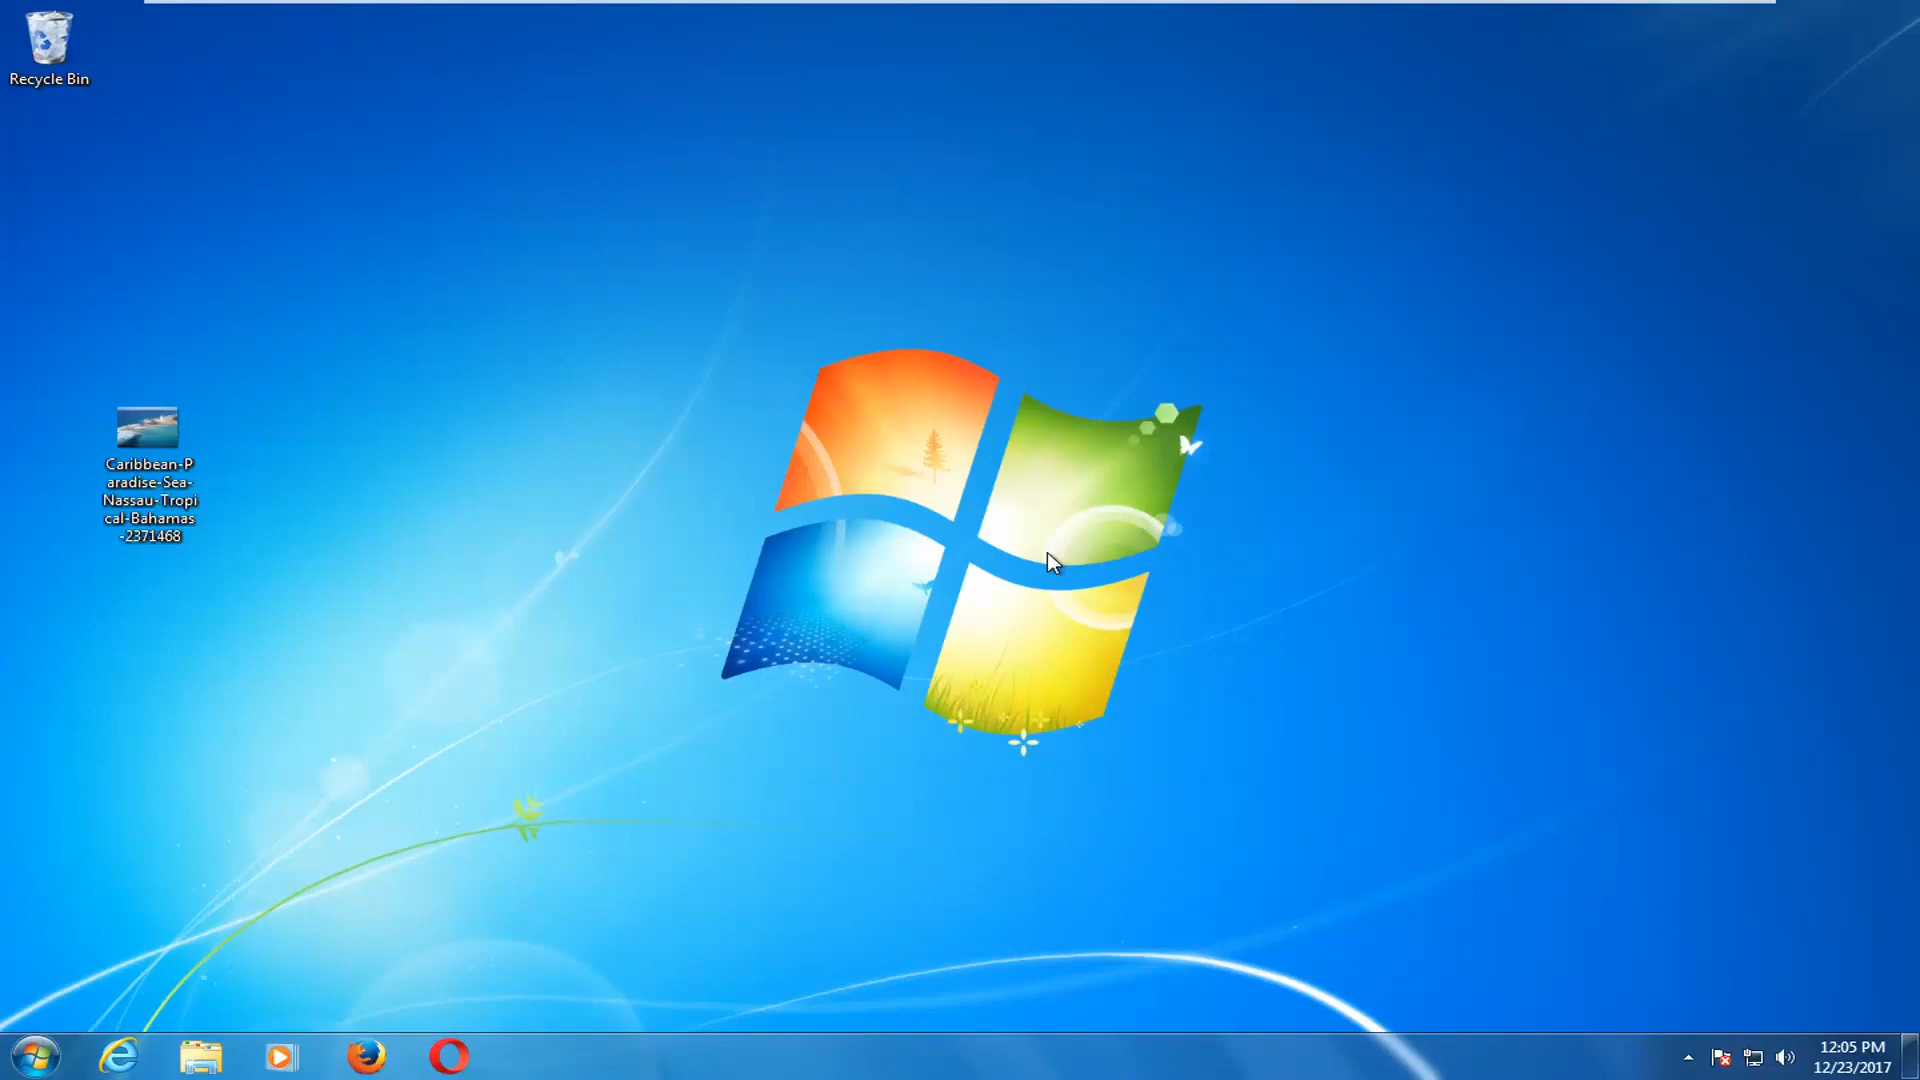 Recycle Bin
Caribbean-P
aradise-Sea-
Nassau-Tropi
cal-Bahamas
-2371468
12:05 PM
12/23/2017